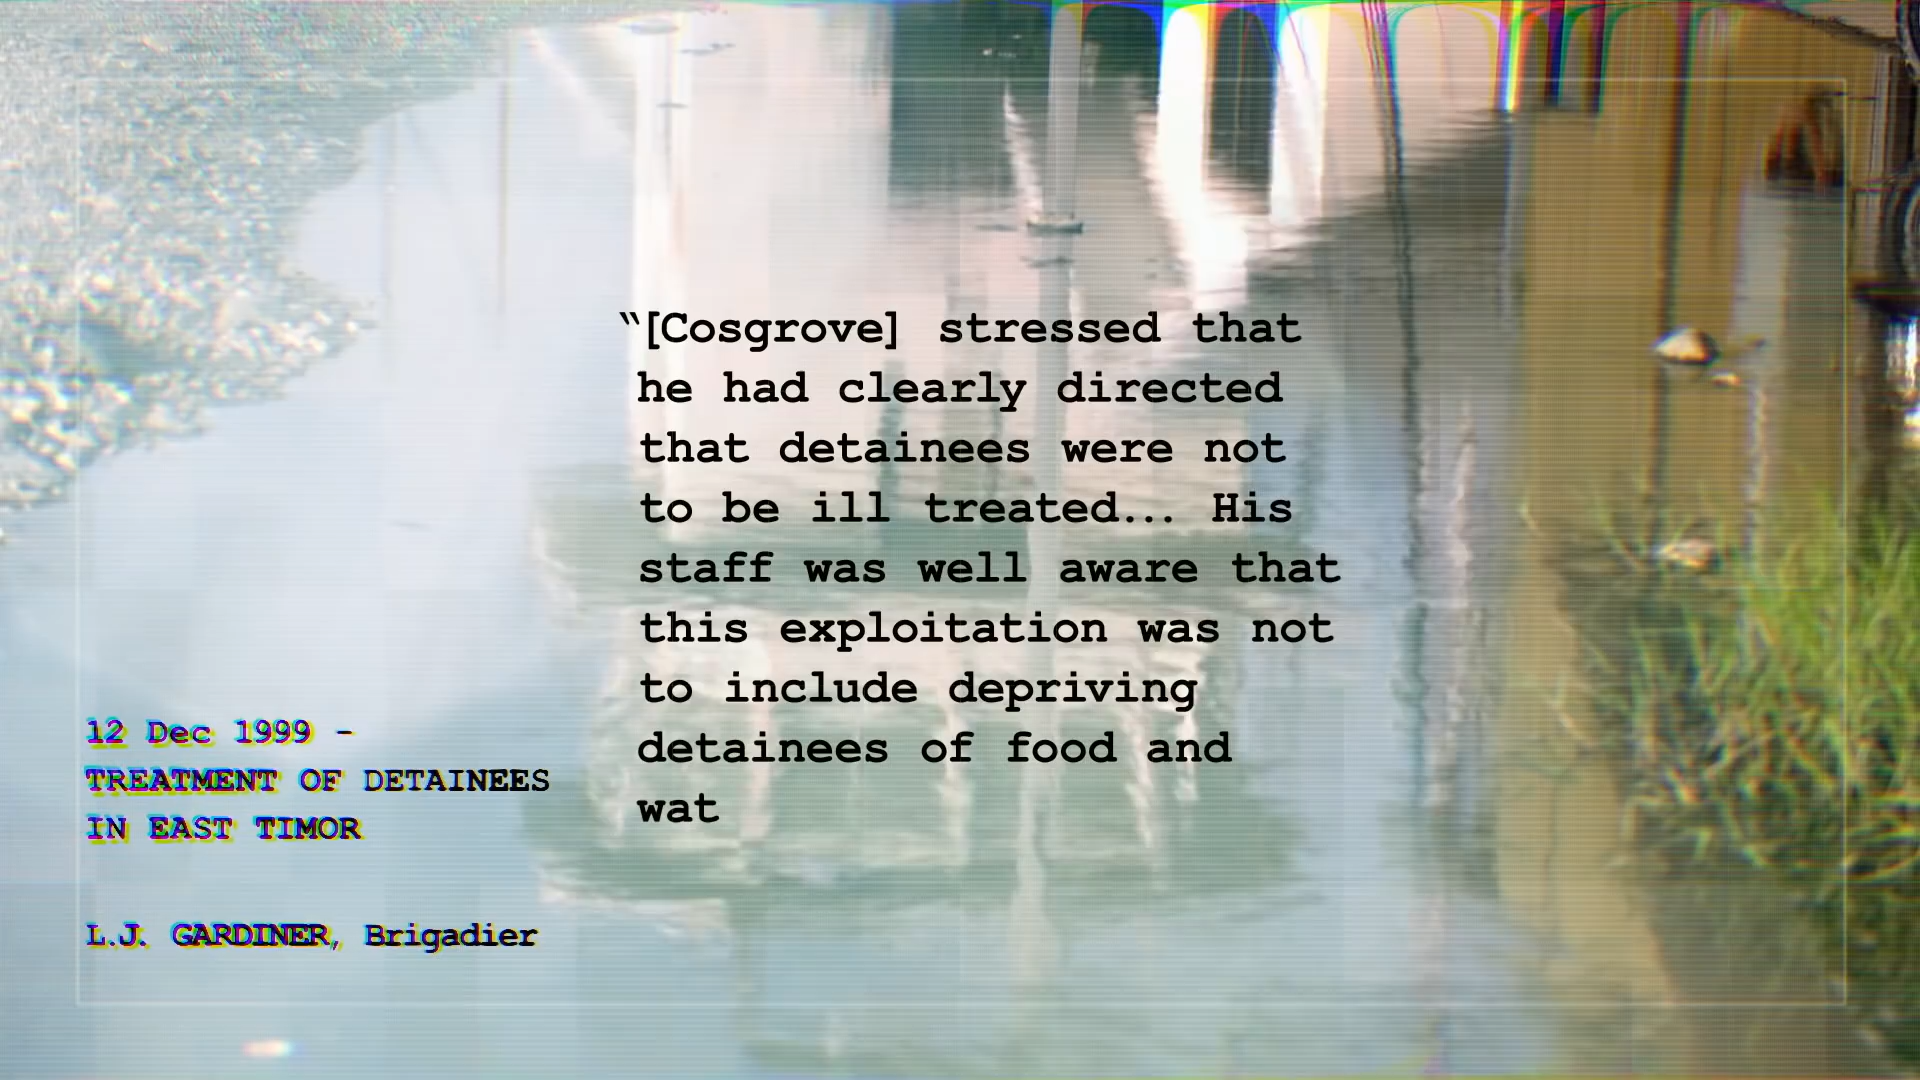 “[Cosgrove] stressed that
he had clearly directed
that detainees were not
to be ill treated... His
staff was well aware that
this exploitation was not
to include depriving
detainees of food and
wat
12 Dec 1999 -
TREATMENT OF DETAINEES
IN EAST TIMOR
L.J. GARDINER, Brigadier